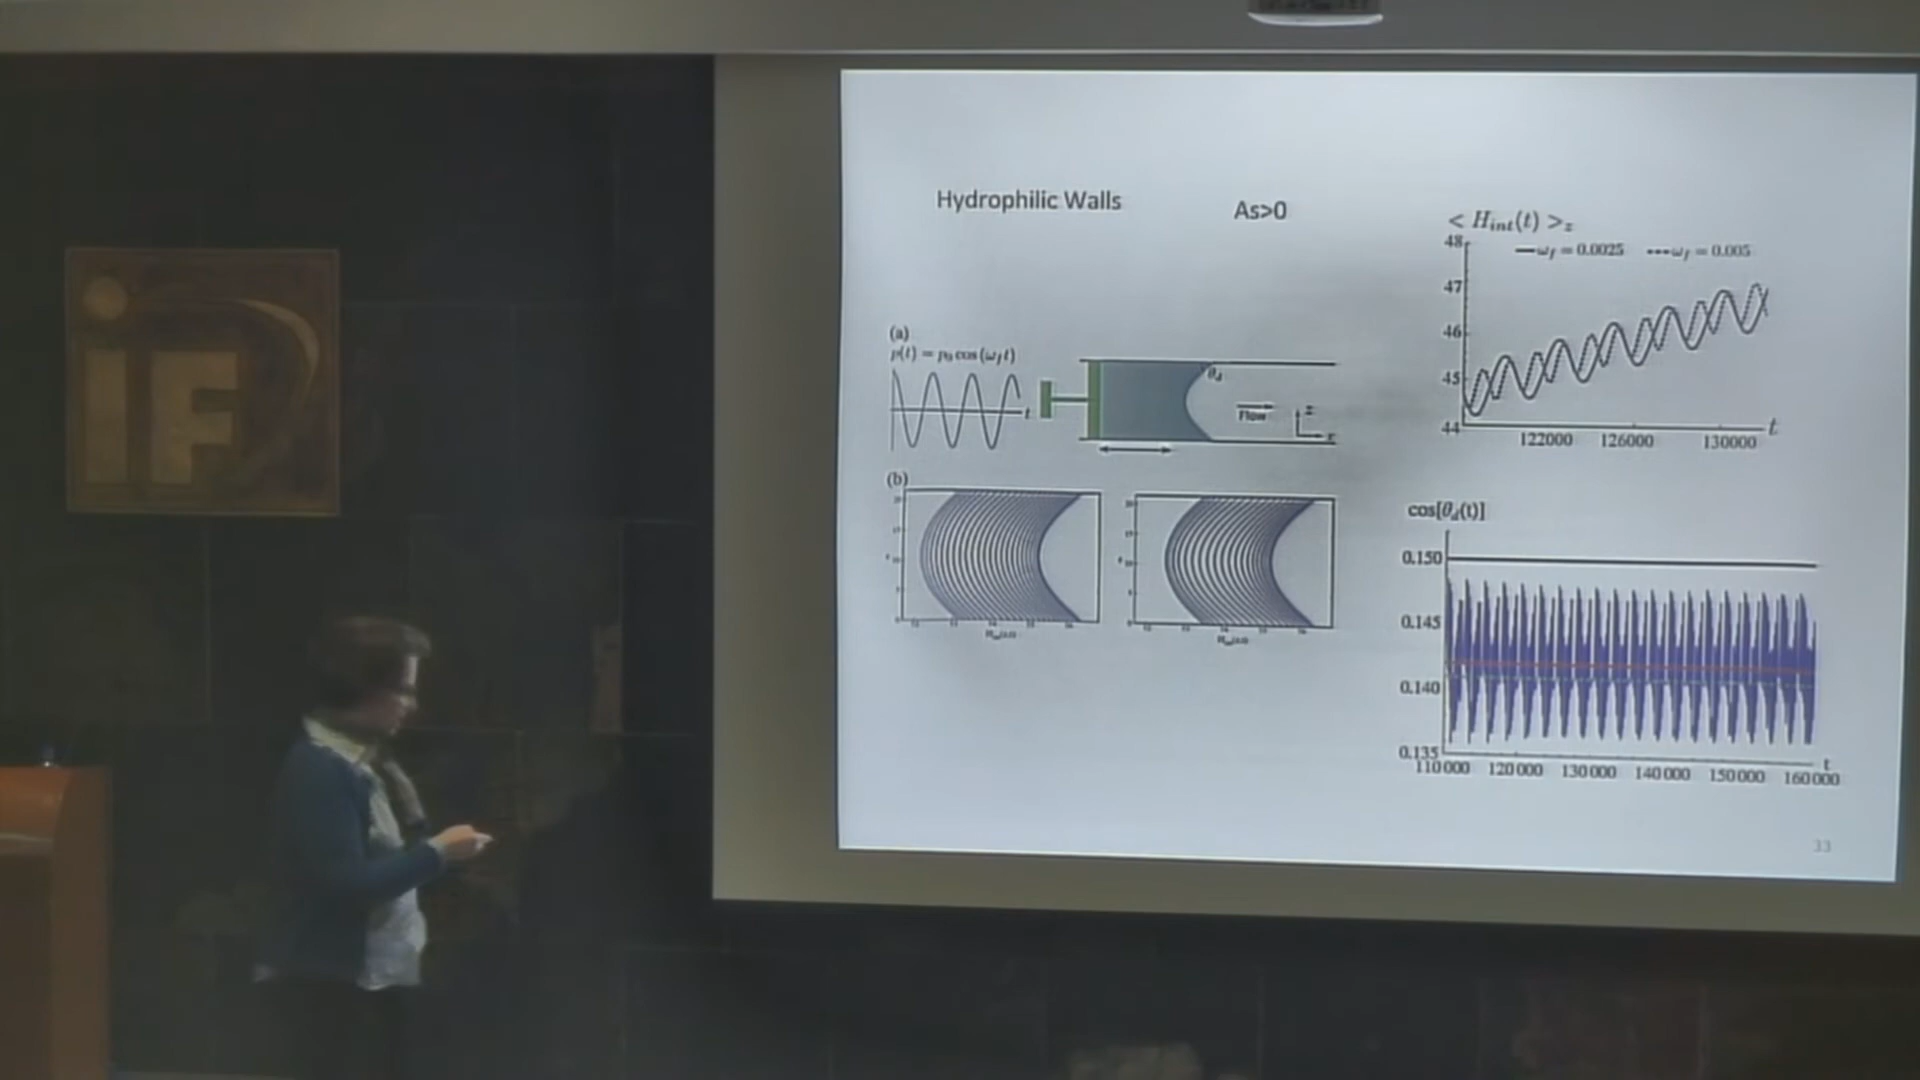 iF
Hydrophilic Walls
As>0
< H_int(t) >_z
ω_f = 0.0025 ω_f = 0.005
48
47
46
45
44
122000 126000 130000 t
(a)
p(t) = p₀ cos (ω_f t)
t
θ_d
Flow
z
(b)
cos[θ_d(t)]
0.150
0.145
0.140
0.135
110000 120000 130000 140000 150000 160000
t
33